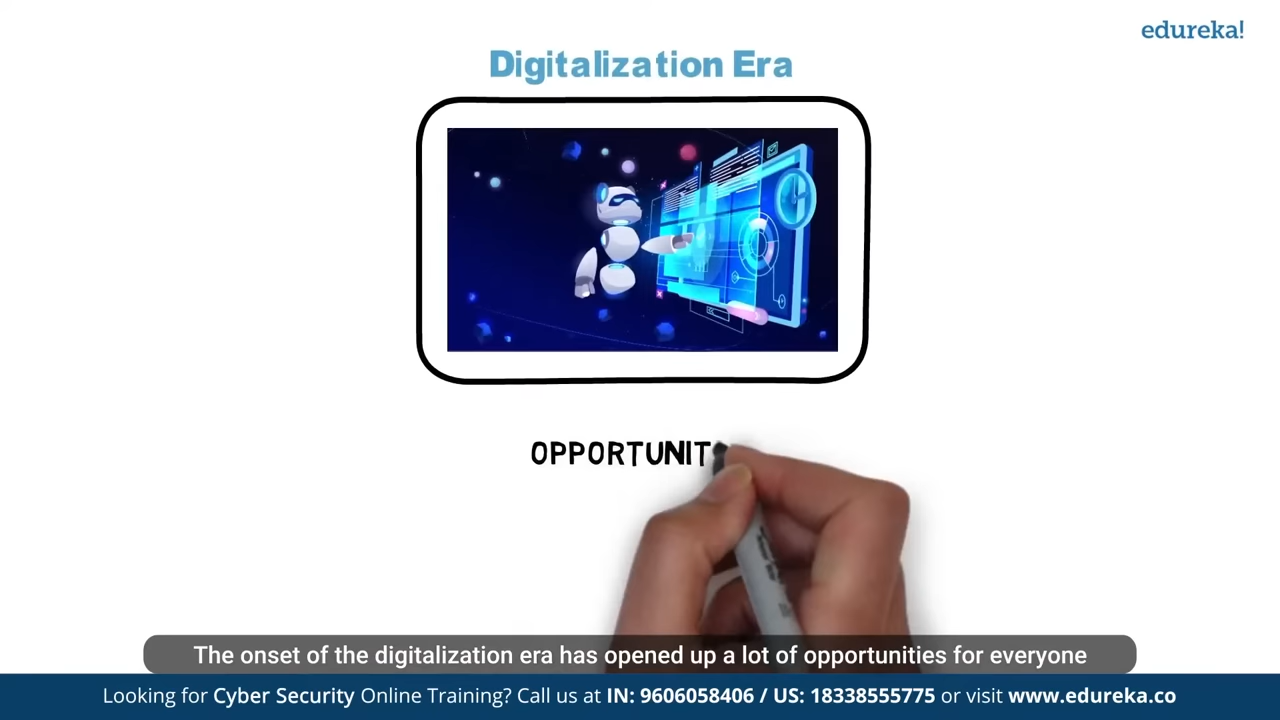 edureka!
Digitalization Era
OPPORTUNIT
The onset of the digitalization era has opened up a lot of opportunities for everyone
Looking for Cyber Security Online Training? Call us at IN: 9606058406 / US: 18338555775 or visit www.edureka.co